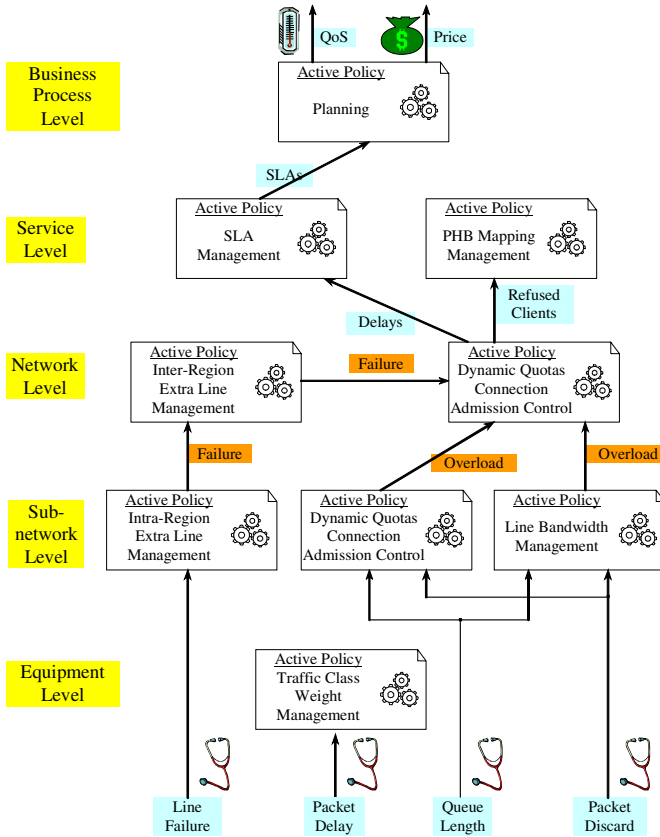 QoS
Price
Business
Process
Level
Active Policy
Planning
SLAs
Service
Level
Active Policy
SLA
Management
Active Policy
PHB Mapping
Management
Delays
Refused
Clients
Network
Level
Active Policy
Inter-Region
Extra Line
Management
Failure
Active Policy
Dynamic Quotas
Connection
Admission Control
Failure
Overload
Overload
Sub-
network
Level
Active Policy
Intra-Region
Extra Line
Management
Active Policy
Dynamic Quotas
Connection
Admission Control
Active Policy
Line Bandwidth
Management
Equipment
Level
Active Policy
Traffic Class
Weight
Management
Line
Failure
Packet
Delay
Queue
Length
Packet
Discard